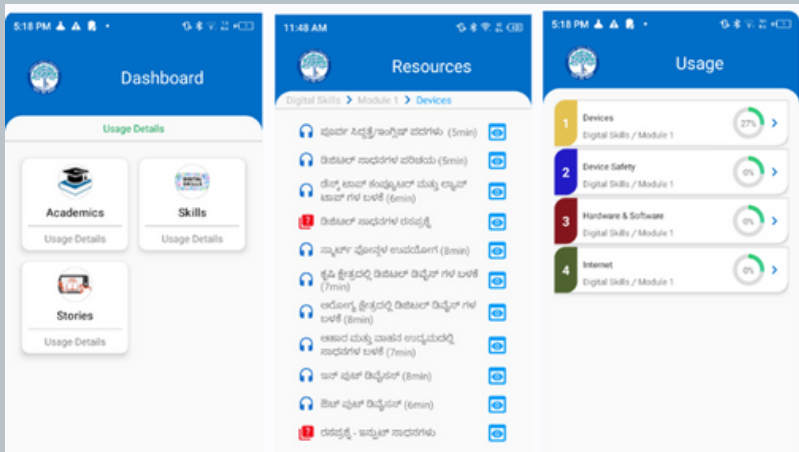 5:18 PM
Dashboard
Usage Details
Academics
Usage Details
DIGITAL SKILLS
Skills
Usage Details
Stories
Usage Details
11:48 AM
Resources
Digital Skills > Module 1 > Devices
ಪೂರ್ವ ಸಿದ್ಧತೆ/ಇಂಗ್ಲಿಷ್ ಪದಗಳು (5min)
ಡಿಜಿಟಲ್ ಸಾಧನಗಳ ಪರಿಚಯ (5min)
ಡೆಸ್ಕ್ ಟಾಪ್ ಕಂಪ್ಯೂಟರ್ ಮತ್ತು ಲ್ಯಾಪ್
ಟಾಪ್ ಗಳ ಬಳಕೆ (6min)
ಡಿಜಿಟಲ್ ಸಾಧನಗಳ ರಸಪ್ರಶ್ನೆ
ಸ್ಮಾರ್ಟ್ ಫೋನ್ಗಳ ಉಪಯೋಗ (8min)
ಕೃಷಿ ಕ್ಷೇತ್ರದಲ್ಲಿ ಡಿಜಿಟಲ್ ಡಿವೈಸ್ ಗಳ ಬಳಕೆ
(7min)
ಆರೋಗ್ಯ ಕ್ಷೇತ್ರದಲ್ಲಿ ಡಿಜಿಟಲ್ ಡಿವೈಸ್ ಗಳ
ಬಳಕೆ (8min)
ಆಹಾರ ಮತ್ತು ವಾಹನ ಉದ್ಯಮದಲ್ಲಿ
ಸಾಧನಗಳ ಬಳಕೆ (7min)
ಇನ್ ಪುಟ್ ಡಿವೈಸಸ್ (8min)
ಔಟ್ ಪುಟ್ ಡಿವೈಸಸ್ (6min)
ರಸಪ್ರಶ್ನೆ - ಇನ್ಪುಟ್ ಸಾಧನಗಳು
5:18 PM
Usage
1
Devices
Digital Skills / Module 1
27%
2
Device Safety
Digital Skills / Module 1
0%
3
Hardware & Software
Digital Skills / Module 1
0%
4
Internet
Digital Skills / Module 1
0%